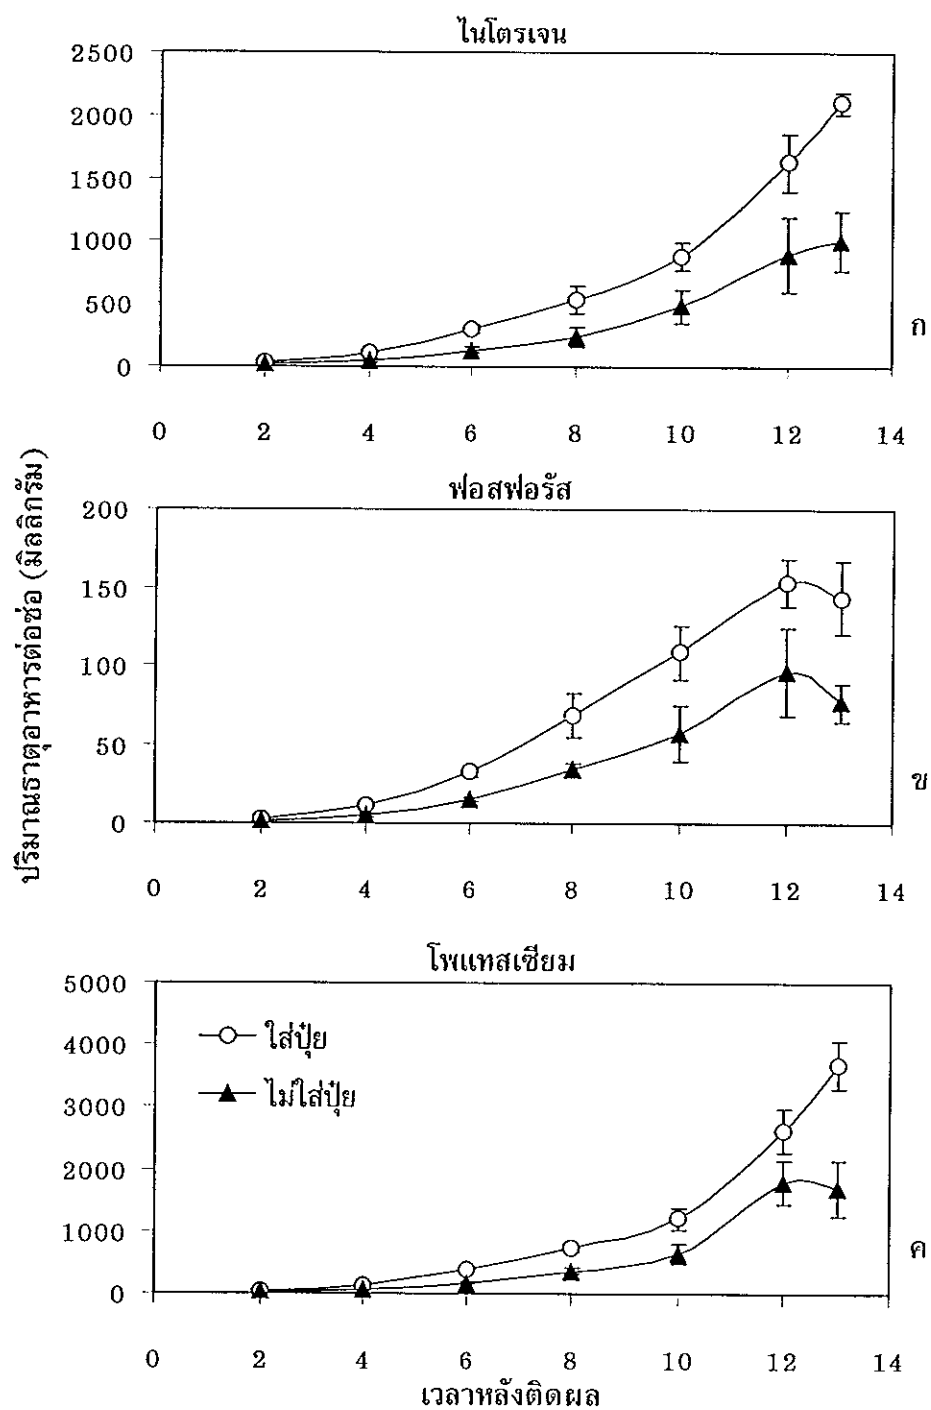 ไนโตรเจน
2500
2000
1500
1000
500
0
0 2 4 6 8 10 12 14
ก
ปริมาณธาตุอาหารต่อช่อ (มิลลิกรัม)
ฟอสฟอรัส
200
150
100
50
0
0 2 4 6 8 10 12 14
ข
โพแทสเซียม
5000
4000
3000
2000
1000
0
ใส่ปุ๋ย
ไม่ใส่ปุ๋ย
0 2 4 6 8 10 12 14
ค
เวลาหลังติดผล